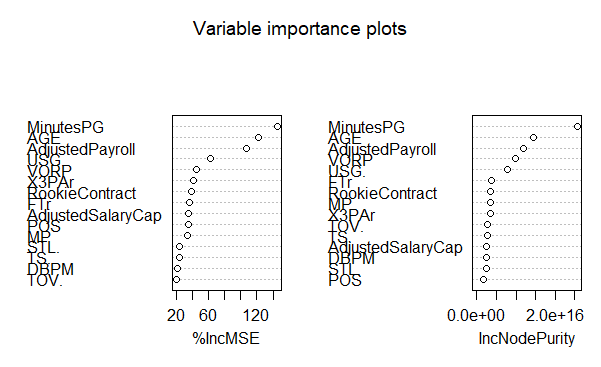 Variable importance plots
MinutesPG
AGE
AdjustedPayroll
USG.
VORP
X3PAr
RookieContract
FTr
AdjustedSalaryCap
POS
MP
STL.
TS.
DBPM
TOV.
20 60 120
%IncMSE
MinutesPG
AGE
AdjustedPayroll
VORP
USG.
FTr
RookieContract
MP
X3PAr
TOV.
TS.
AdjustedSalaryCap
DBPM
STL.
POS
0.0e+00 2.0e+16
IncNodePurity